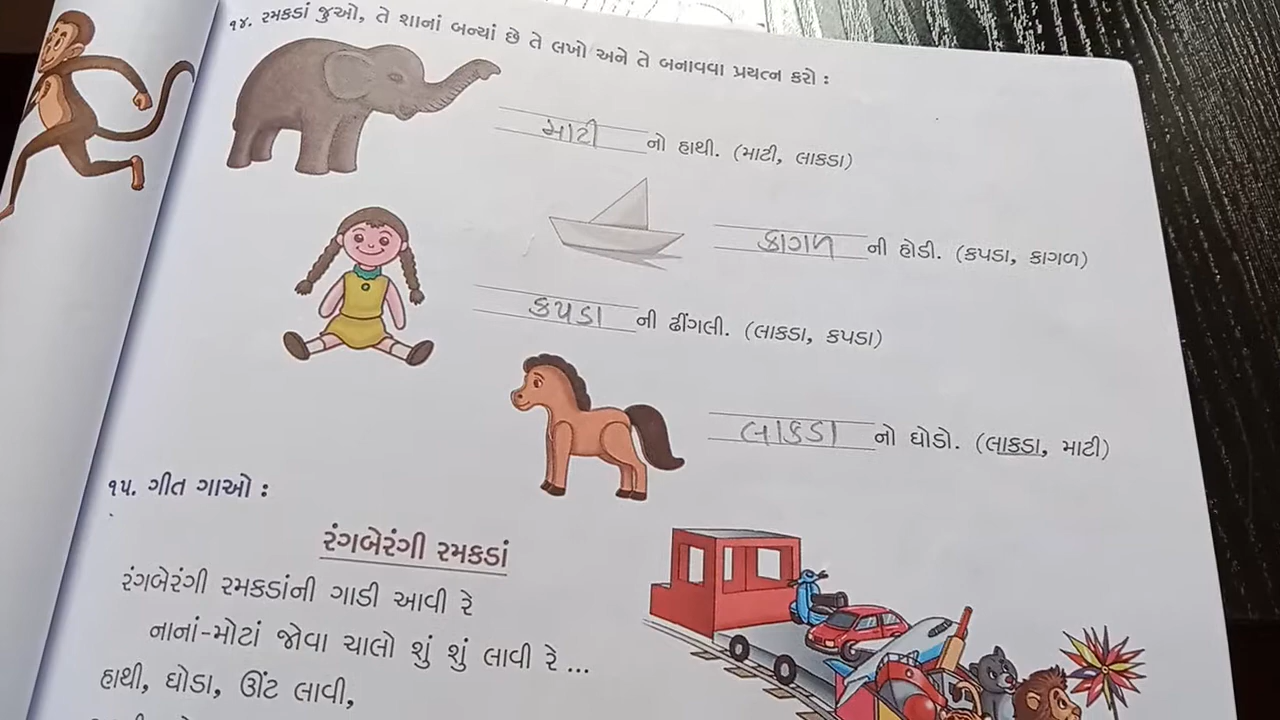 ૧૪. રમકડાં જુઓ, તે શાનાં બન્યાં છે તે લખો અને તે બનાવવા પ્રયત્ન કરો :
માટી નો હાથી. (માટી, લાકડા)
કાગળ ની હોડી. (કપડા, કાગળ)
કપડા ની ઢીંગલી. (લાકડા, કપડા)
લાકડા નો ઘોડો. (લાકડા, માટી)
૧૫. ગીત ગાઓ :
રંગબેરંગી રમકડાં
રંગબેરંગી રમકડાંની ગાડી આવી રે
નાનાં-મોટાં જોવા ચાલો શું શું લાવી રે ...
હાથી, ઘોડા, ઊંટ લાવી,